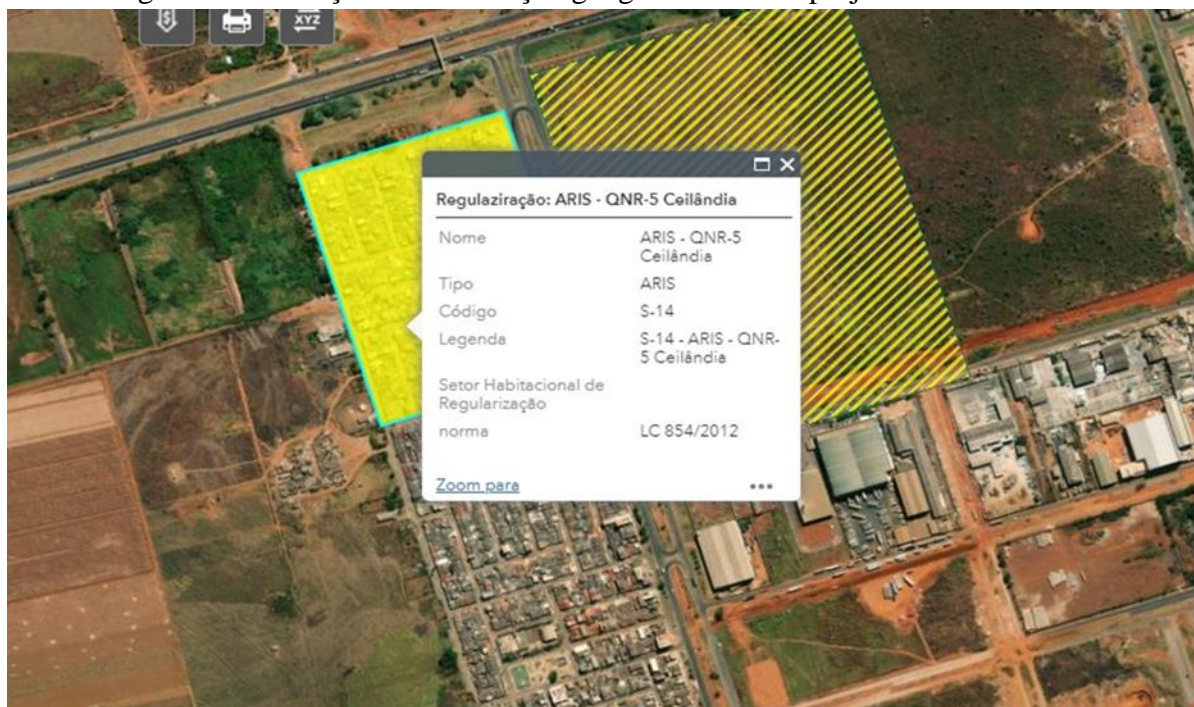 XYZ
Regulaziração: ARIS - QNR-5 Ceilândia
Nome ARIS - QNR-5
Ceilândia
Tipo ARIS
Código S-14
Legenda S-14 - ARIS - QNR-
5 Ceilândia
Setor Habitacional de
Regularização
norma LC 854/2012
Zoom para